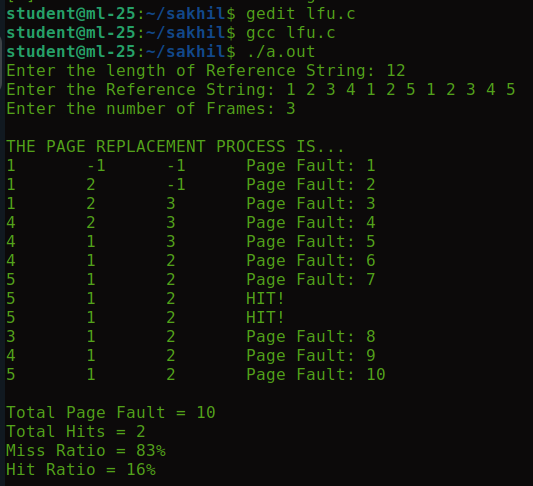 student@ml-25:~/sakhil$ gedit lfu.c
student@ml-25:~/sakhil$ gcc lfu.c
student@ml-25:~/sakhil$ ./a.out
Enter the length of Reference String: 12
Enter the Reference String: 1 2 3 4 1 2 5 1 2 3 4 5
Enter the number of Frames: 3
THE PAGE REPLACEMENT PROCESS IS...
1 -1 -1 Page Fault: 1
1 2 -1 Page Fault: 2
1 2 3 Page Fault: 3
4 2 3 Page Fault: 4
4 1 3 Page Fault: 5
4 1 2 Page Fault: 6
5 1 2 Page Fault: 7
5 1 2 HIT!
5 1 2 HIT!
3 1 2 Page Fault: 8
4 1 2 Page Fault: 9
5 1 2 Page Fault: 10
Total Page Fault = 10
Total Hits = 2
Miss Ratio = 83%
Hit Ratio = 16%